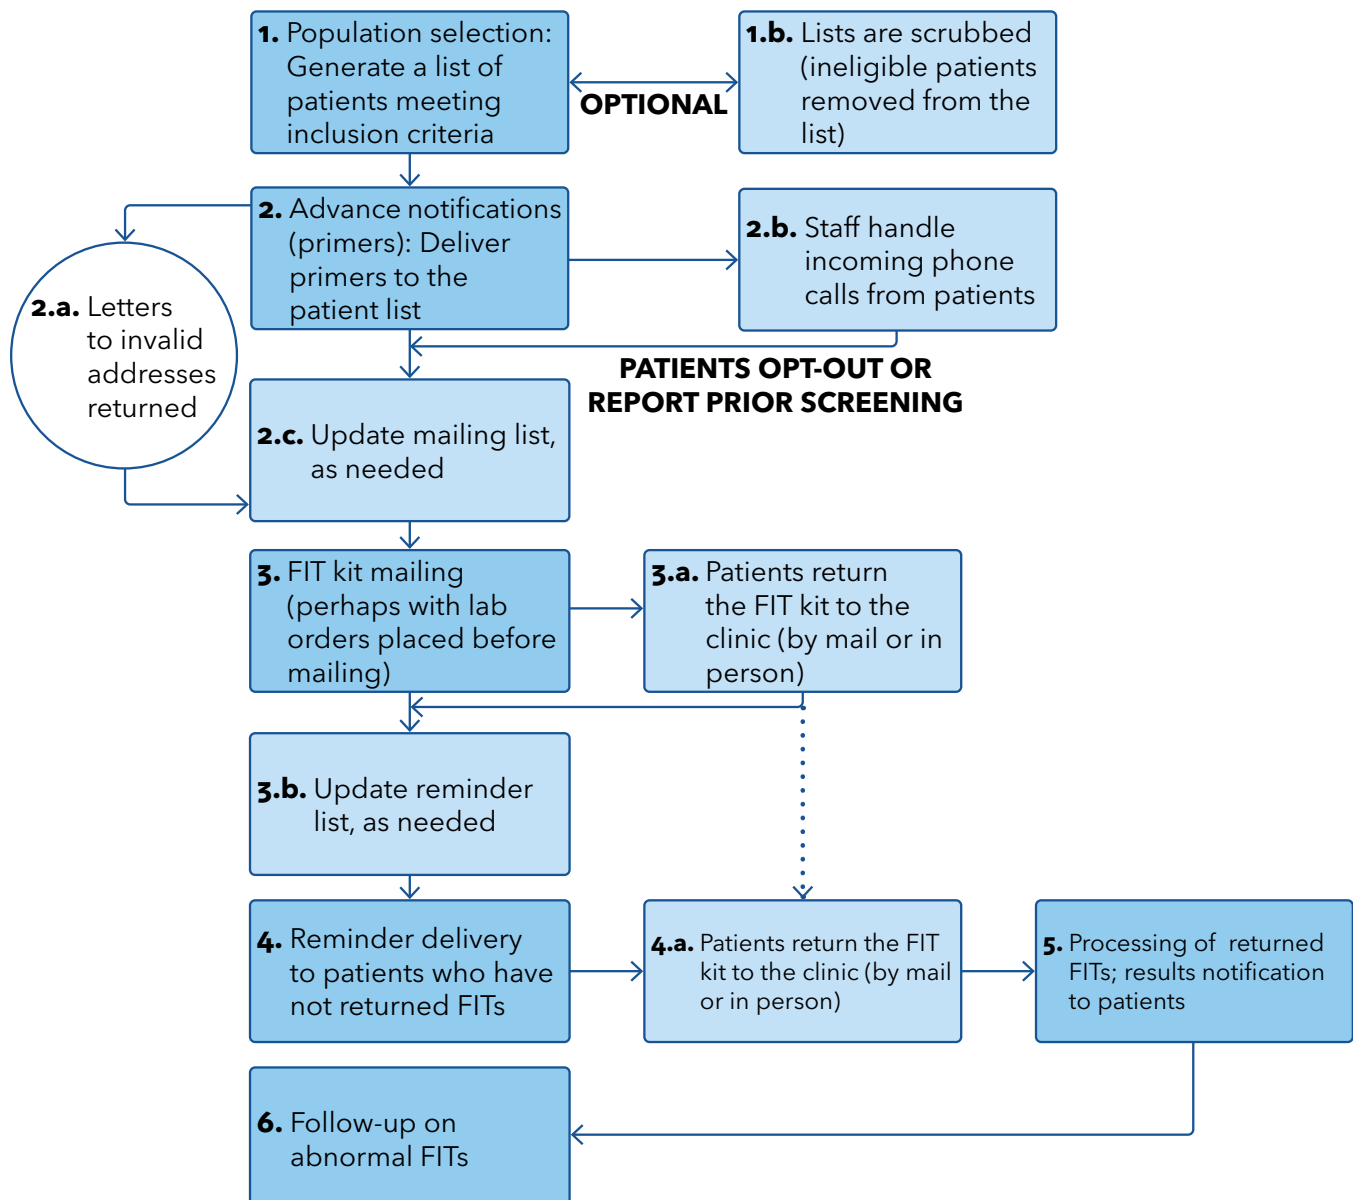 1. Population selection:
Generate a list of
patients meeting
inclusion criteria
OPTIONAL
1.b. Lists are scrubbed
(ineligible patients
removed from the
list)
2. Advance notifications
(primers): Deliver
primers to the
patient list
2.b. Staff handle
incoming phone
calls from patients
2.a. Letters
to invalid
addresses
returned
PATIENTS OPT-OUT OR
REPORT PRIOR SCREENING
2.c. Update mailing list,
as needed
3. FIT kit mailing
(perhaps with lab
orders placed before
mailing)
3.a. Patients return
the FIT kit to the
clinic (by mail or in
person)
3.b. Update reminder
list, as needed
4. Reminder delivery
to patients who have
not returned FITs
4.a. Patients return the FIT
kit to the clinic (by mail
or in person)
5. Processing of returned
FITs; results notification
to patients
6. Follow-up on
abnormal FITs